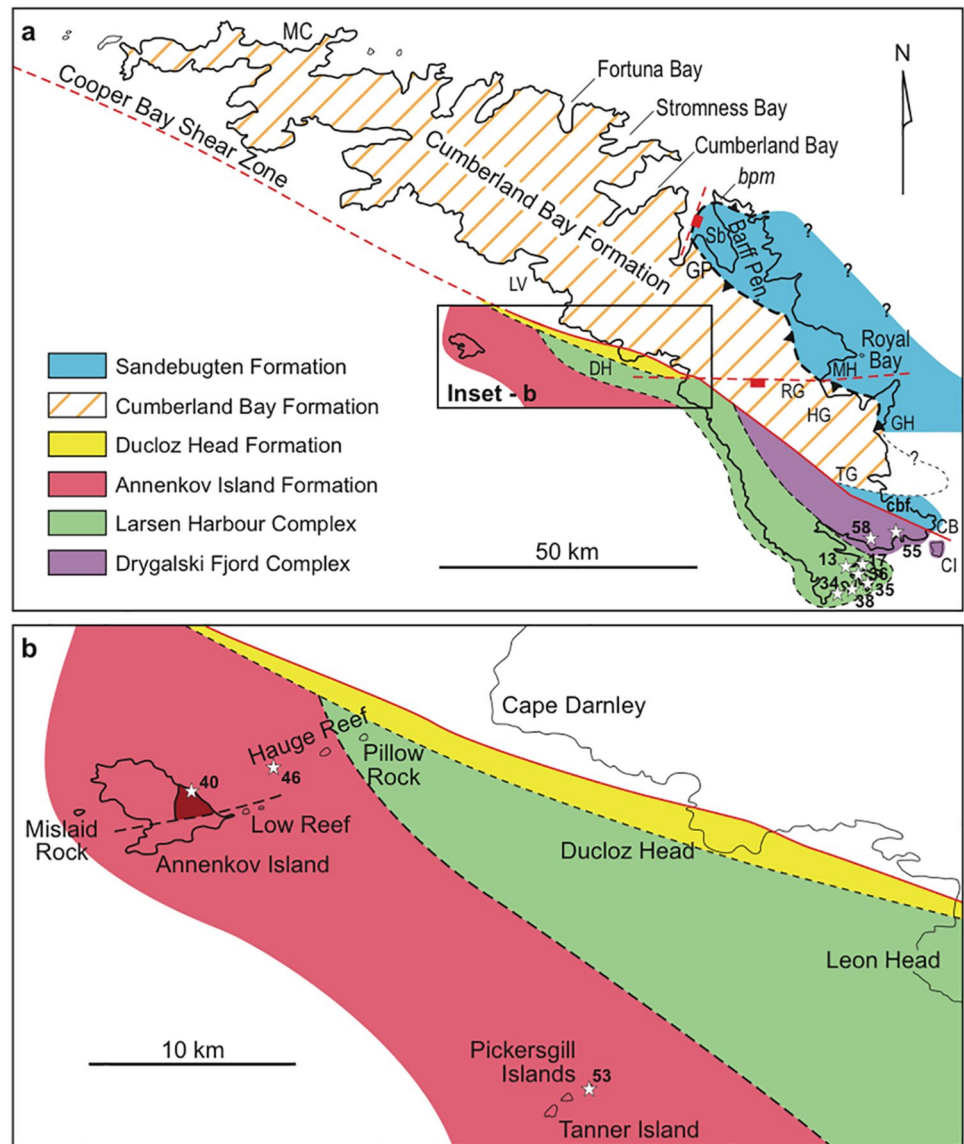 a
MC
N
Fortuna Bay
Stromness Bay
Cumberland Bay
bpm
Cooper Bay Shear Zone
Cumberland Bay Formation
Sb
Barff Pen.
GP
?
?
?
LV
Royal
Bay
DH
MH
RG
HG
GH
Inset - b
?
TG
cbf
CB
58
55
CI
13
17
36
34
35
38
Sandebugten Formation
Cumberland Bay Formation
Ducloz Head Formation
Annenkov Island Formation
Larsen Harbour Complex
Drygalski Fjord Complex
50 km
b
Cape Darnley
Hauge Reef
Pillow
Rock
40
46
Mislaid
Rock
Low Reef
Annenkov Island
Ducloz Head
Leon Head
10 km
Pickersgill
Islands
53
Tanner Island